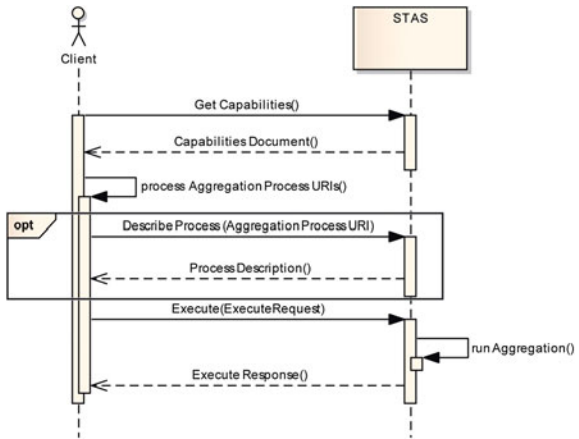 STAS
Client
Get Capabilities()
Capabilities Document()
process Aggregation Process URIs()
opt
Describe Process (Aggregation Process URI)
Process Description()
Execute(ExecuteRequest)
run Aggregation()
Execute Response()